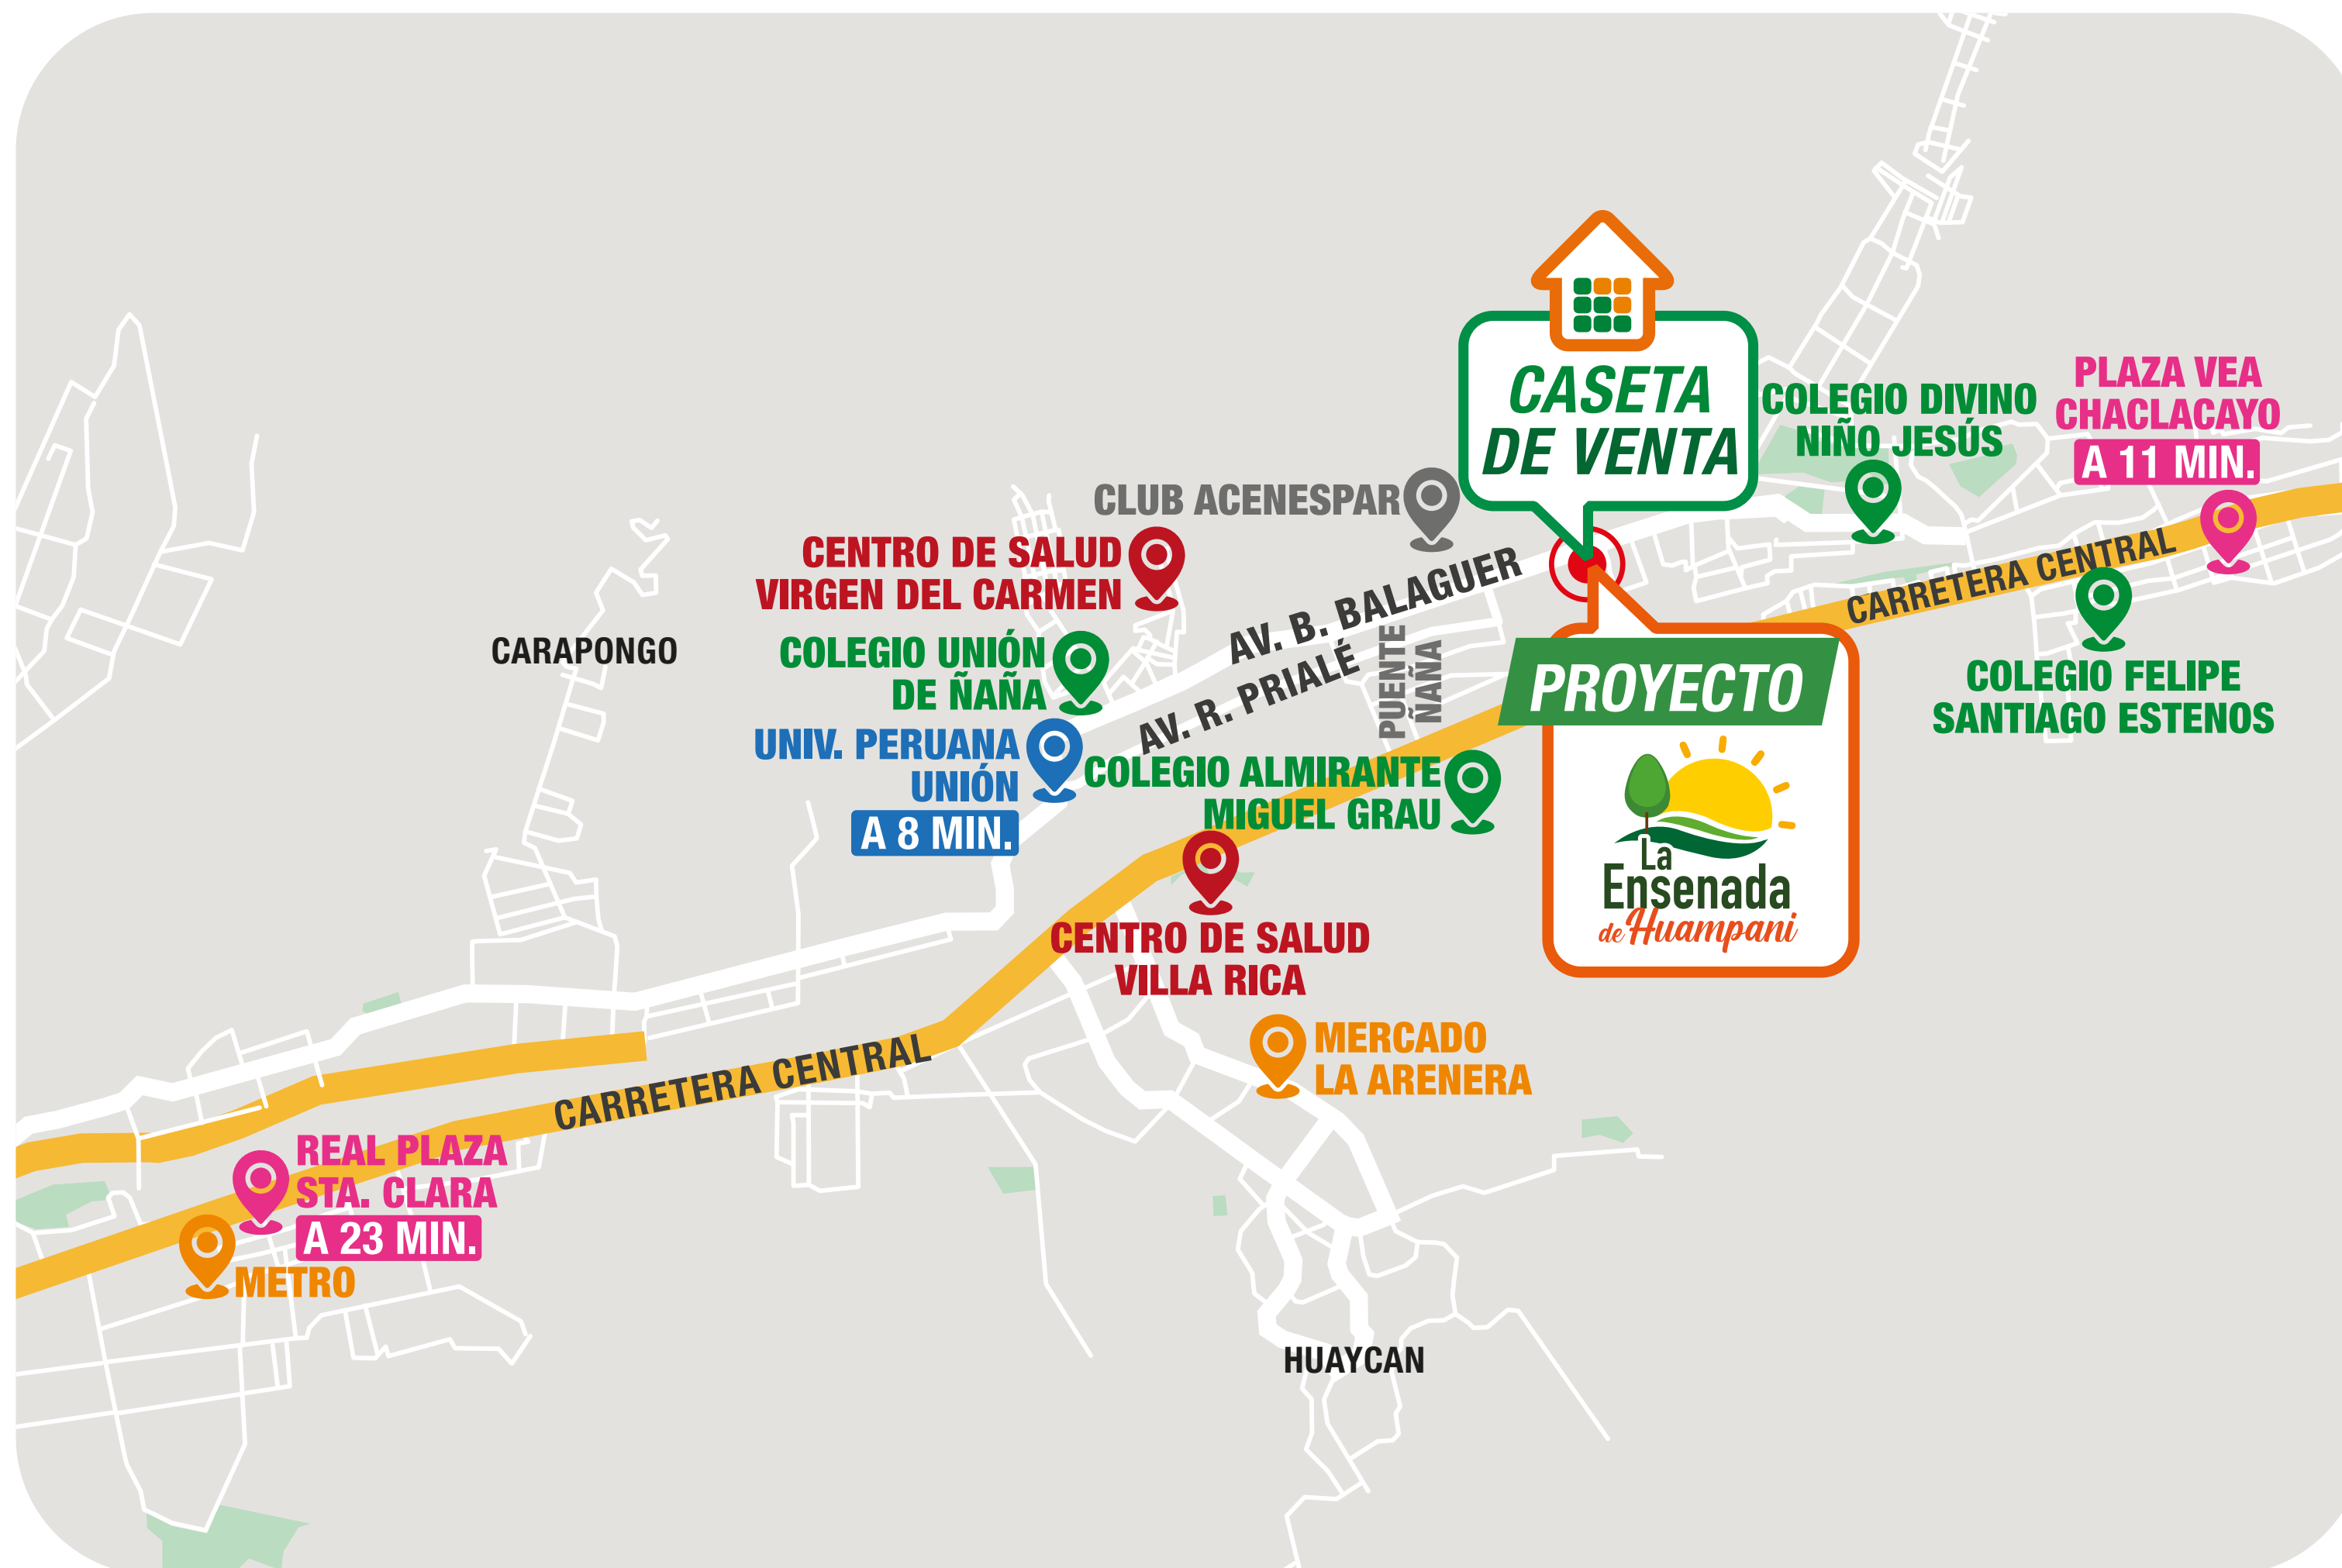 CASETA
DE VENTA
COLEGIO DIVINO
NIÑO JESÚS
PLAZA VEA
CHACLACAYO
A 11 MIN.
CLUB ACENESPAR
CENTRO DE SALUD
VIRGEN DEL CARMEN
CARAPONGO
COLEGIO UNIÓN
DE ÑAÑA
AV. B. BALAGUER
AV. R. PRIALÉ
PUENTE
ÑAÑA
CARRETERA CENTRAL
COLEGIO FELIPE
SANTIAGO ESTENOS
PROYECTO
La
Ensenada
de Huampani
UNIV. PERUANA
UNIÓN
A 8 MIN.
COLEGIO ALMIRANTE
MIGUEL GRAU
CENTRO DE SALUD
VILLA RICA
MERCADO
LA ARENERA
CARRETERA CENTRAL
REAL PLAZA
STA. CLARA
A 23 MIN.
METRO
HUAYCAN